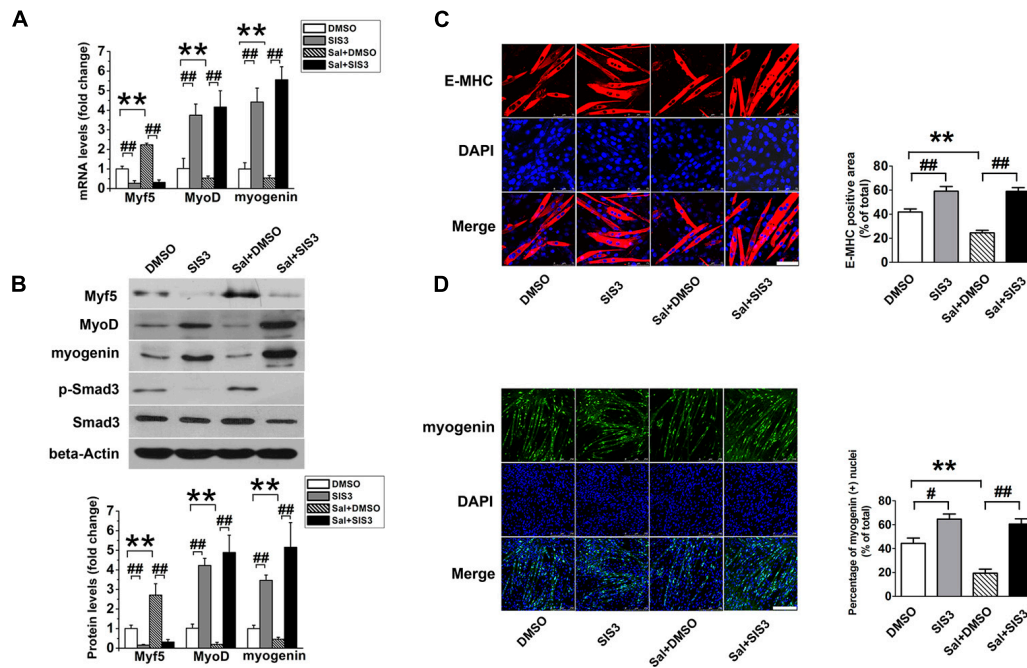 A
mRNA levels (fold change)
7
6
5
4
3
2
1
0
** ** **
## ## ## ## ## ##
DMSO
SIS3
Sal+DMSO
Sal+SIS3
Myf5 MyoD myogenin
B
DMSO SIS3 Sal+DMSO Sal+SIS3
Myf5
MyoD
myogenin
p-Smad3
Smad3
beta-Actin
Protein levels (fold change)
7
6
5
4
3
2
1
0
** ** **
## ## ## ## ## ##
DMSO
SIS3
Sal+DMSO
Sal+SIS3
Myf5 MyoD myogenin
C
E-MHC
DAPI
Merge
DMSO SIS3 Sal+DMSO Sal+SIS3
E-MHC positive area
(% of total)
80
60
40
20
0
**
## ##
DMSO SIS3 Sal+DMSO Sal+SIS3
D
myogenin
DAPI
Merge
DMSO SIS3 Sal+DMSO Sal+SIS3
Percentage of myogenin (+) nuclei
(% of total)
80
60
40
20
0
**
# ##
DMSO SIS3 Sal+DMSO Sal+SIS3